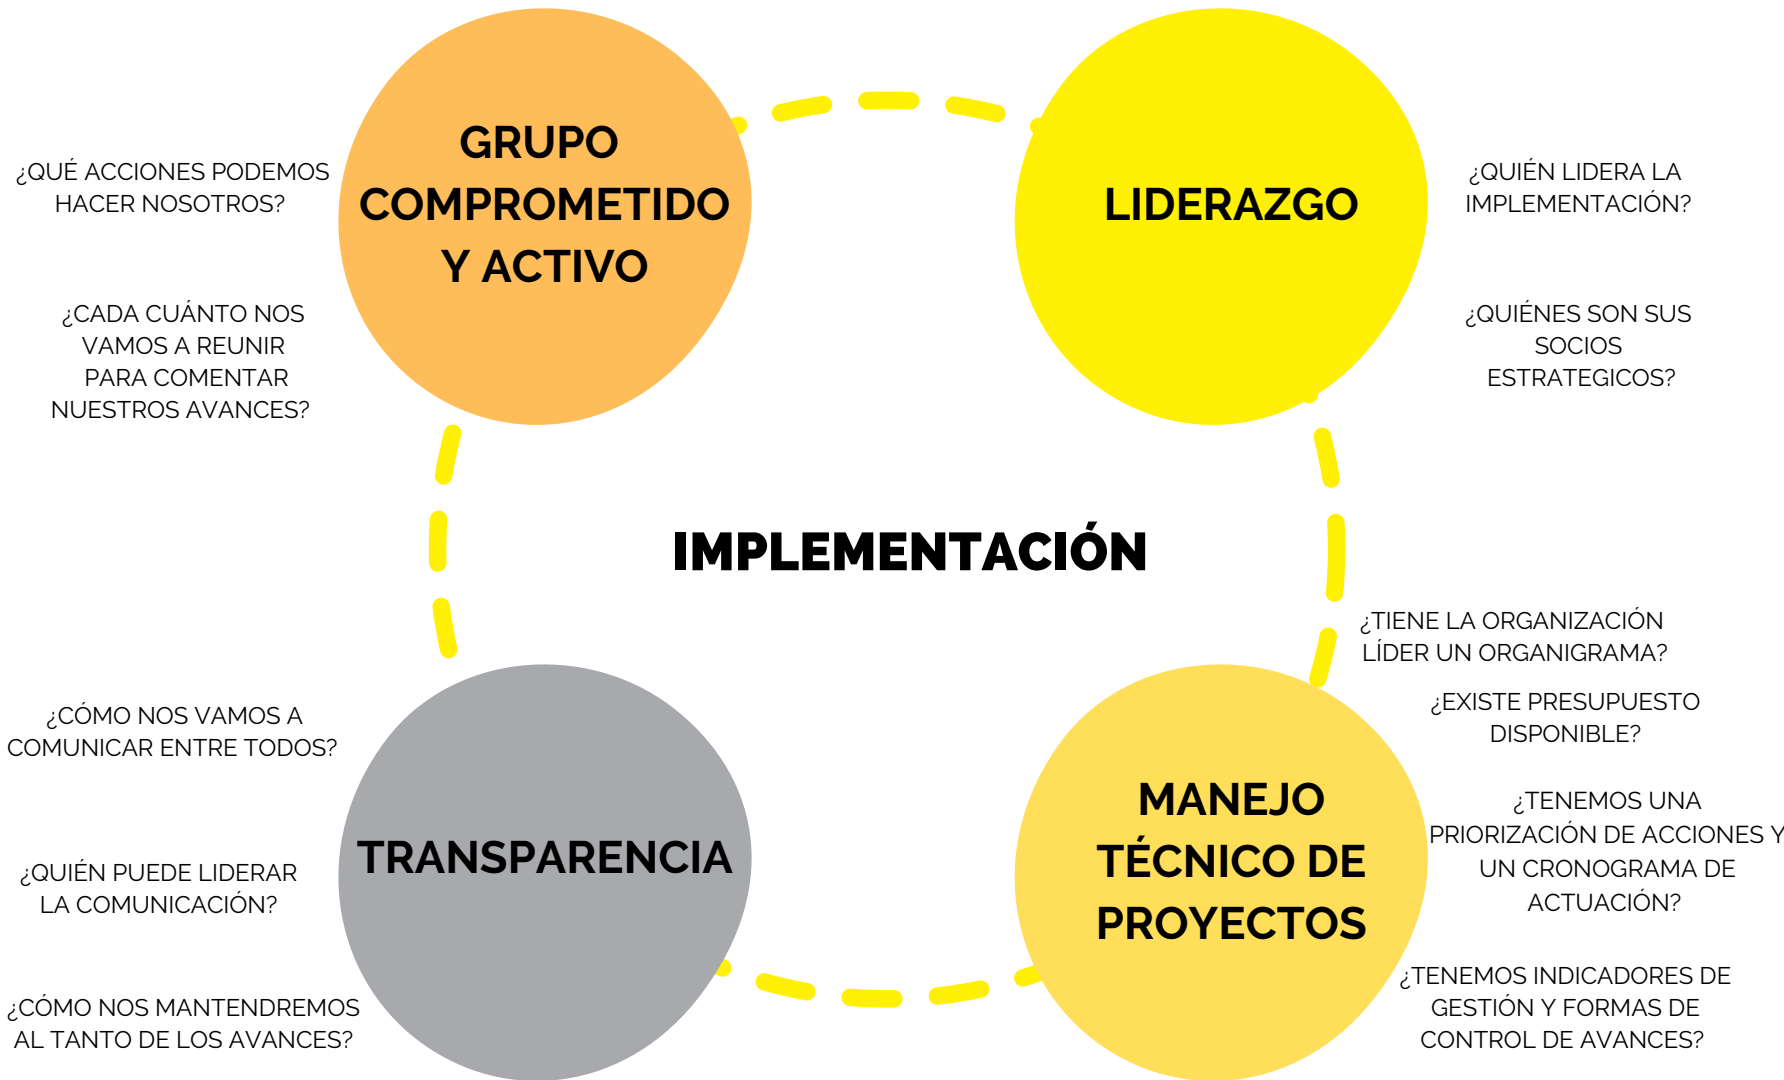 GRUPO
COMPROMETIDO
Y ACTIVO
¿QUÉ ACCIONES PODEMOS
HACER NOSOTROS?
¿CADA CUÁNTO NOS
VAMOS A REUNIR
PARA COMENTAR
NUESTROS AVANCES?
LIDERAZGO
¿QUIÉN LIDERA LA
IMPLEMENTACIÓN?
¿QUIÉNES SON SUS
SOCIOS
ESTRATEGICOS?
IMPLEMENTACIÓN
TRANSPARENCIA
¿CÓMO NOS VAMOS A
COMUNICAR ENTRE TODOS?
¿QUIÉN PUEDE LIDERAR
LA COMUNICACIÓN?
¿CÓMO NOS MANTENDREMOS
AL TANTO DE LOS AVANCES?
MANEJO
TÉCNICO DE
PROYECTOS
¿TIENE LA ORGANIZACIÓN
LÍDER UN ORGANIGRAMA?
¿EXISTE PRESUPUESTO
DISPONIBLE?
¿TENEMOS UNA
PRIORIZACIÓN DE ACCIONES Y
UN CRONOGRAMA DE
ACTUACIÓN?
¿TENEMOS INDICADORES DE
GESTIÓN Y FORMAS DE
CONTROL DE AVANCES?